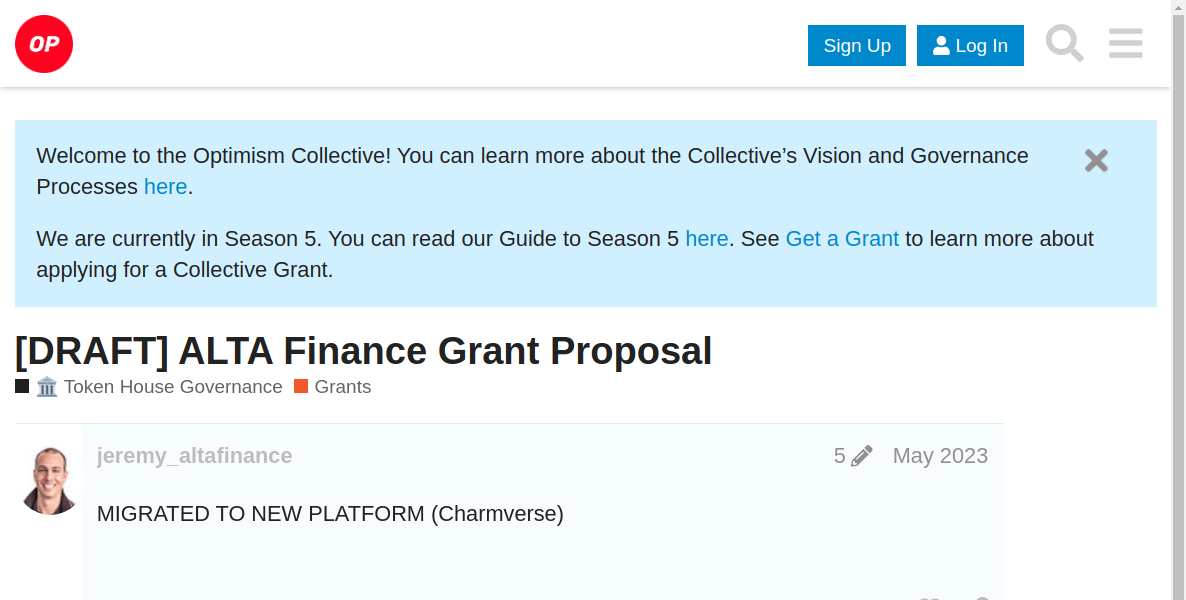 OP
Sign Up
Log In
Welcome to the Optimism Collective! You can learn more about the Collective’s Vision and Governance
Processes here.
We are currently in Season 5. You can read our Guide to Season 5 here. See Get a Grant to learn more about
applying for a Collective Grant.
[DRAFT] ALTA Finance Grant Proposal
Token House Governance Grants
jeremy_altafinance 5 May 2023
MIGRATED TO NEW PLATFORM (Charmverse)